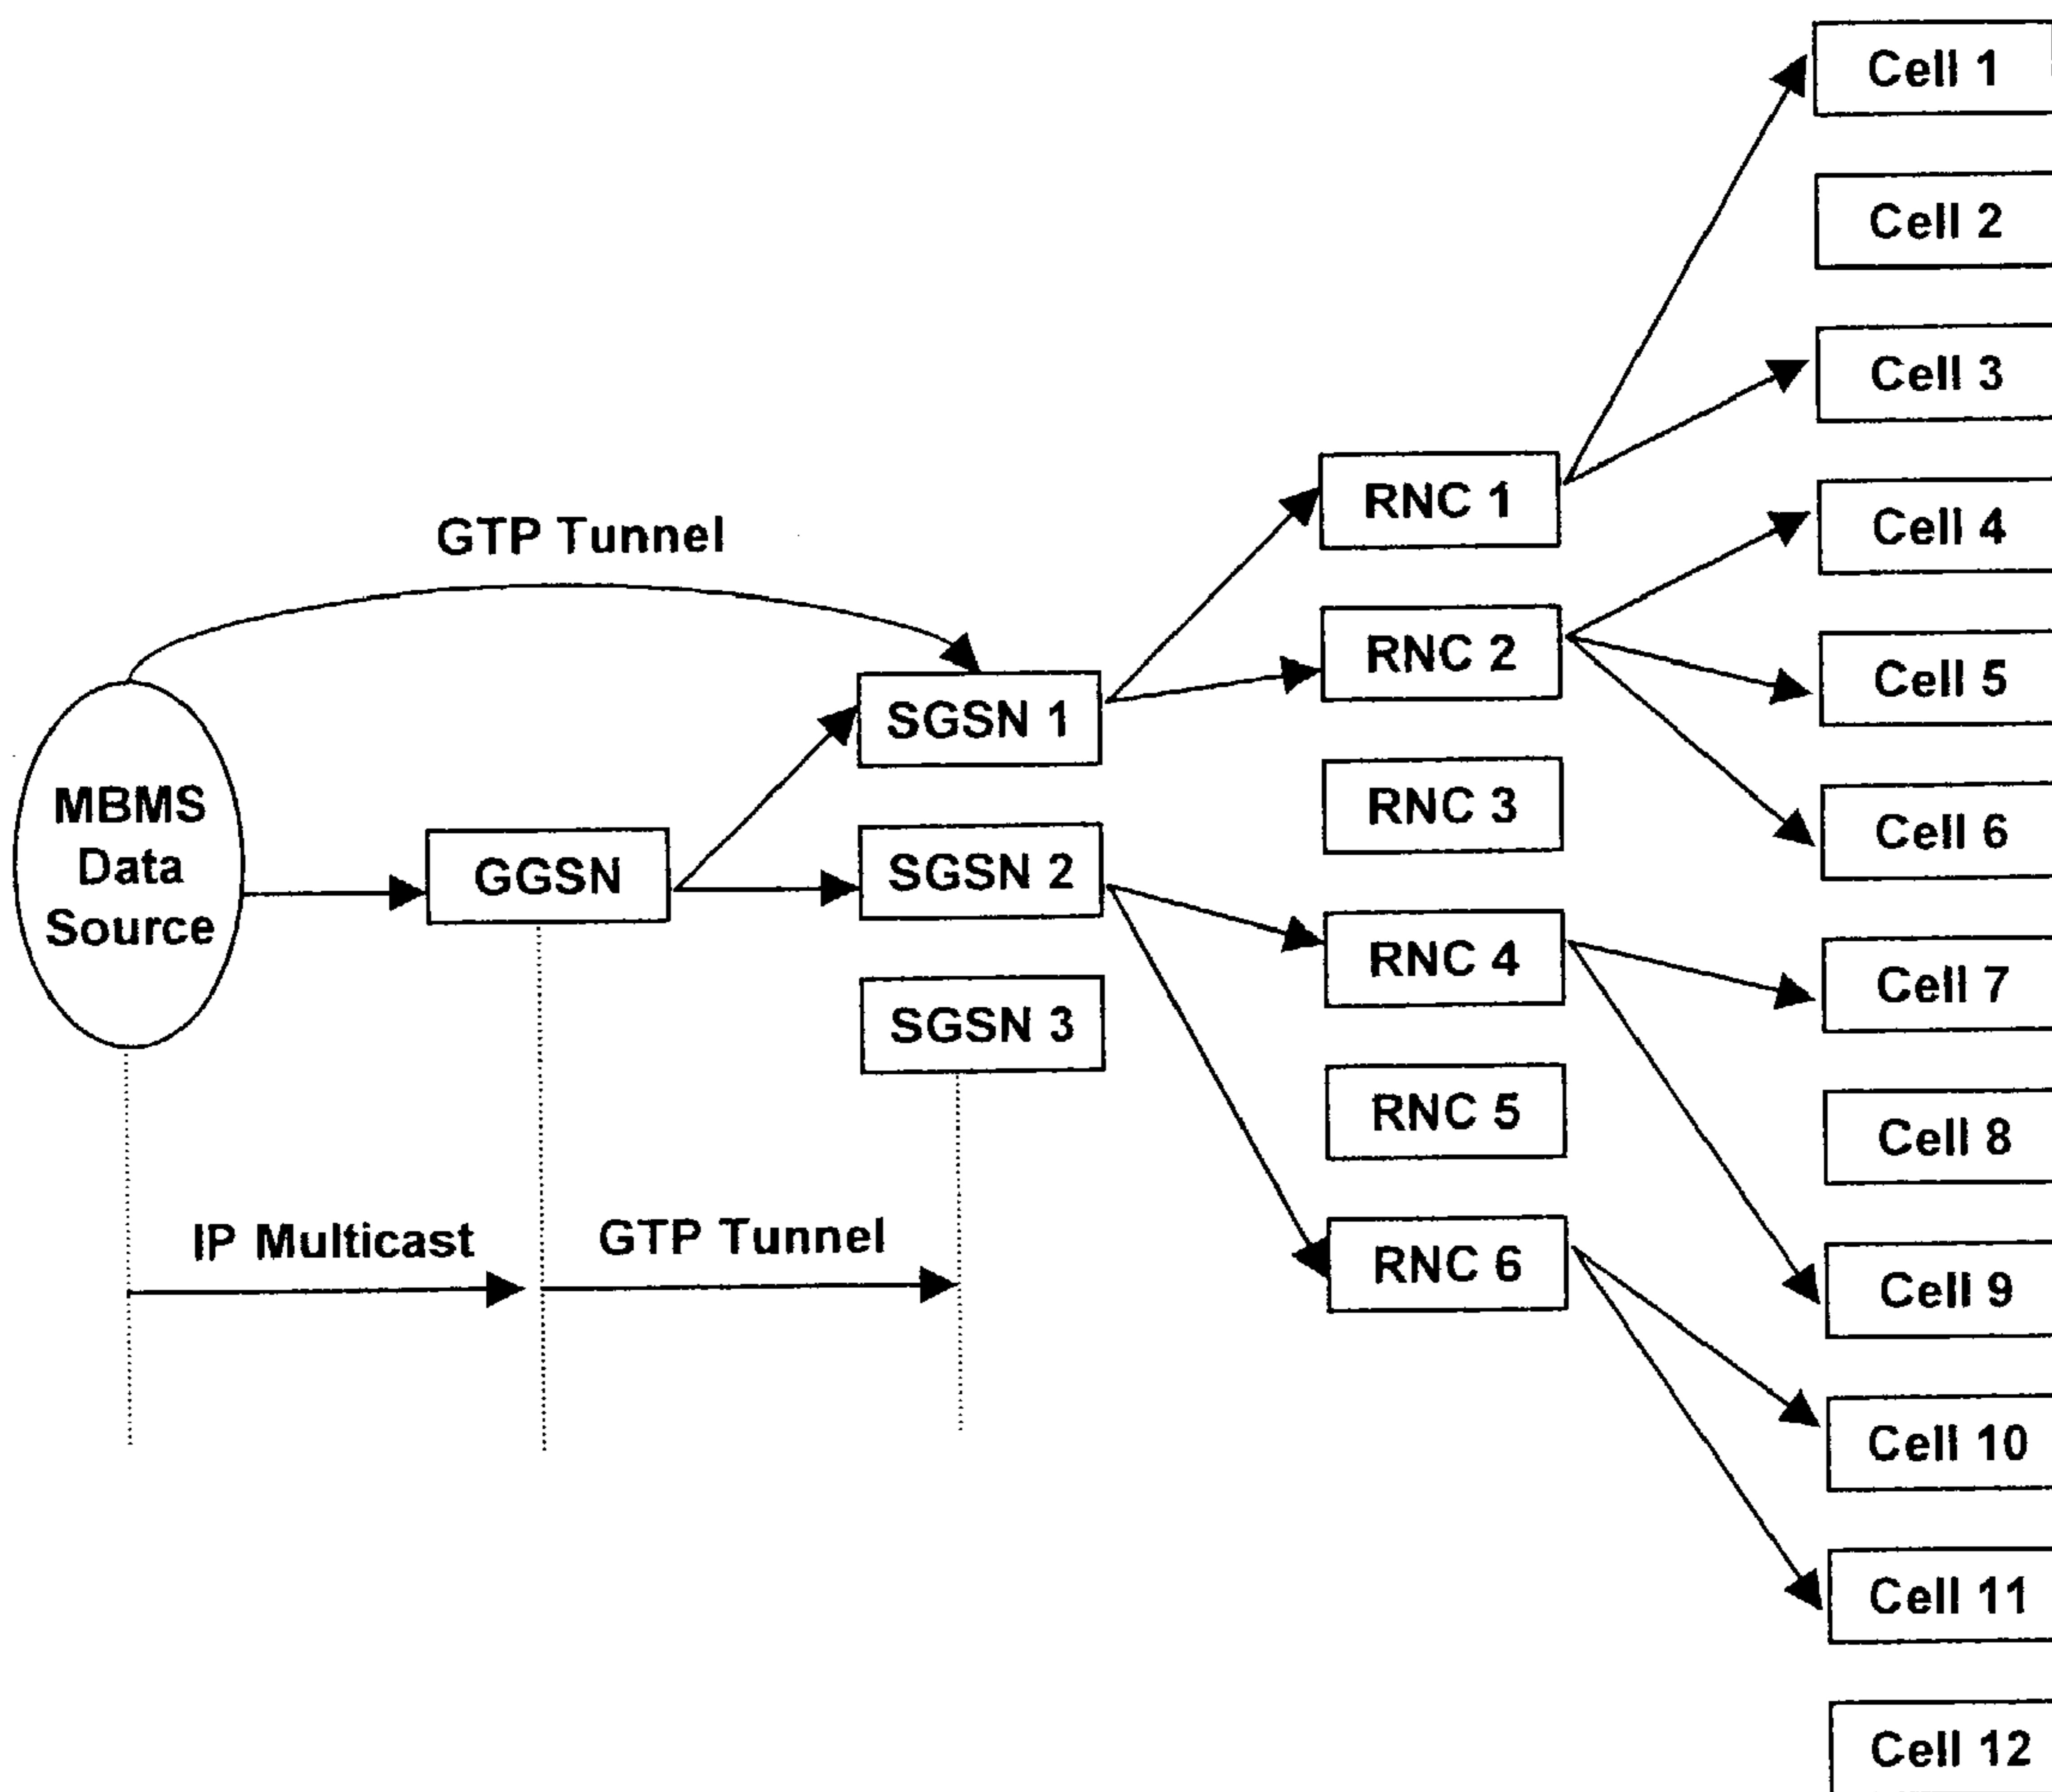 GTP Tunnel
MBMS
Data
Source
GGSN
SGSN 1
SGSN 2
SGSN 3
IP Multicast
GTP Tunnel
RNC 1
RNC 2
RNC 3
RNC 4
RNC 5
RNC 6
Cell 1
Cell 2
Cell 3
Cell 4
Cell 5
Cell 6
Cell 7
Cell 8
Cell 9
Cell 10
Cell 11
Cell 12